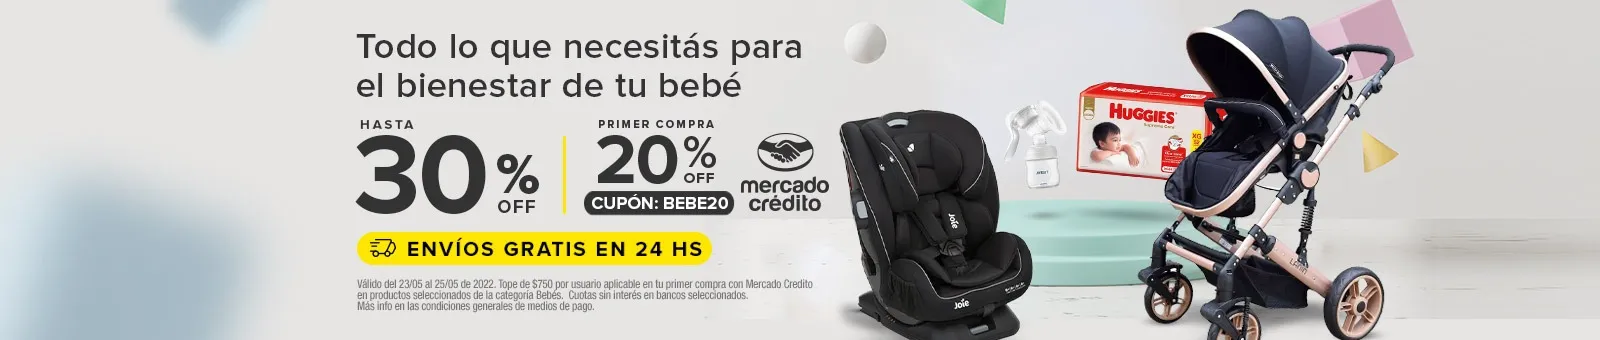 Todo lo que necesitás para
el bienestar de tu bebé
HASTA
30%
OFF
PRIMER COMPRA
20%
OFF
CUPÓN: BEBE20
mercado
crédito
ENVÍOS GRATIS EN 24 HS
Válido del 23/05 al 25/05 de 2022. Tope de $750 por usuario aplicable en tu primer compra con Mercado Credito
en productos seleccionados de la categoría Bebés. Cuotas sin interés en bancos seleccionados.
Más info en las condiciones generales de medios de pago.
Joie
Joie
HUGGIES
Supreme Care
XG